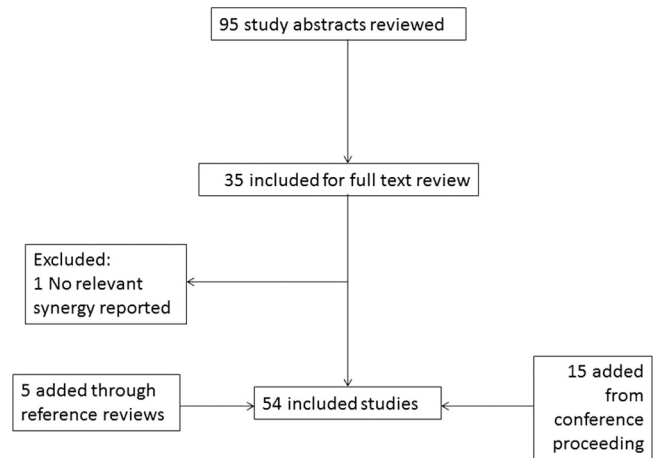 95 study abstracts reviewed
35 included for full text review
Excluded:
1 No relevant
synergy reported
5 added through
reference reviews
54 included studies
15 added
from
conference
proceeding